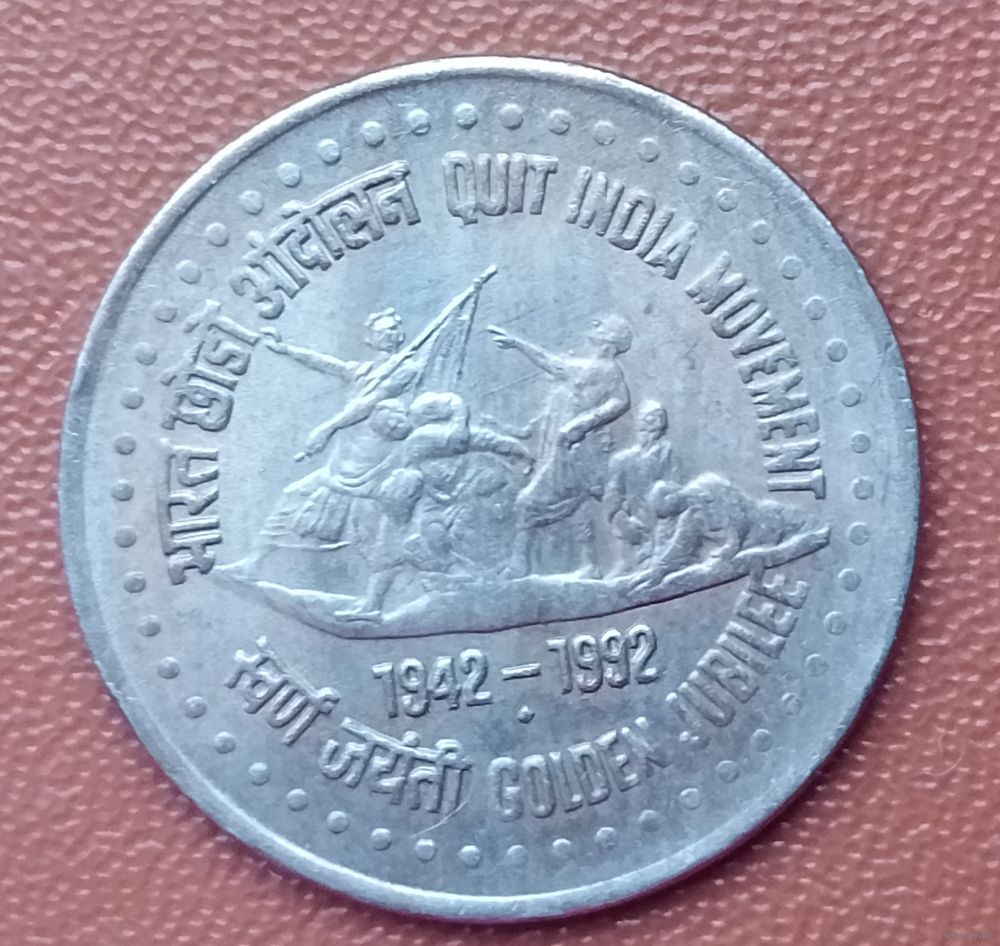 भारत छोड़ो आंदोलन QUIT INDIA MOVEMENT
1942 – 1992
स्वर्ण जयंती GOLDEN JUBILEE